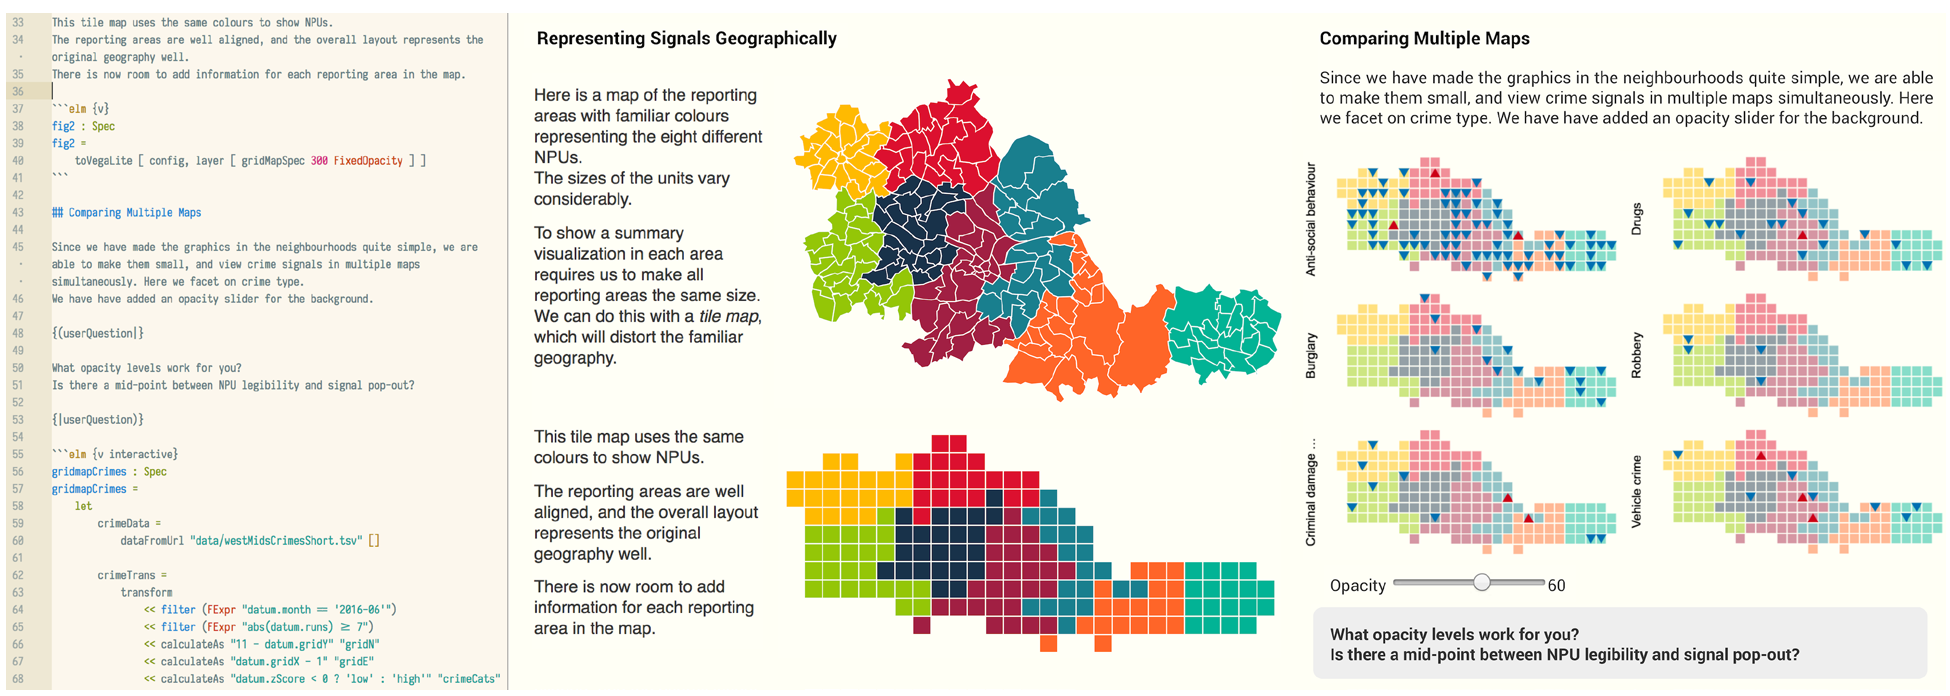 33 This tile map uses the same colours to show NPUs.
34 The reporting areas are well aligned, and the overall layout represents the
· original geography well.
35 There is now room to add information for each reporting area in the map.
36
37 ```elm {v}
38 fig2 : Spec
39 fig2 =
40 toVegaLite [ config, layer [ gridMapSpec 300 FixedOpacity ] ]
41 ```
42
43 ## Comparing Multiple Maps
44
45 Since we have made the graphics in the neighbourhoods quite simple, we are
· able to make them small, and view crime signals in multiple maps
· simultaneously. Here we facet on crime type.
46 We have have added an opacity slider for the background.
47
48 {(userQuestion|}
49
50 What opacity levels work for you?
51 Is there a mid-point between NPU legibility and signal pop-out?
52
53 {|userQuestion)}
54
55 ```elm {v interactive}
56 gridmapCrimes : Spec
57 gridmapCrimes =
58 let
59 crimeData =
60 dataFromUrl "data/westMidsCrimesShort.tsv" []
61
62 crimeTrans =
63 transform
64 << filter (FExpr "datum.month == '2016-06'")
65 << filter (FExpr "abs(datum.runs) ≥ 7")
66 << calculateAs "11 - datum.gridY" "gridN"
67 << calculateAs "datum.gridX - 1" "gridE"
68 << calculateAs "datum.zScore < 0 ? 'low' : 'high'" "crimeCats"
Representing Signals Geographically
Here is a map of the reporting
areas with familiar colours
representing the eight different
NPUs.
The sizes of the units vary
considerably.
To show a summary
visualization in each area
requires us to make all
reporting areas the same size.
We can do this with a tile map,
which will distort the familiar
geography.
This tile map uses the same
colours to show NPUs.
The reporting areas are well
aligned, and the overall layout
represents the original
geography well.
There is now room to add
information for each reporting
area in the map.
Comparing Multiple Maps
Since we have made the graphics in the neighbourhoods quite simple, we are able
to make them small, and view crime signals in multiple maps simultaneously. Here
we facet on crime type. We have have added an opacity slider for the background.
Anti-social behaviour
Drugs
Burglary
Robbery
Criminal damage ...
Vehicle crime
Opacity 60
What opacity levels work for you?
Is there a mid-point between NPU legibility and signal pop-out?